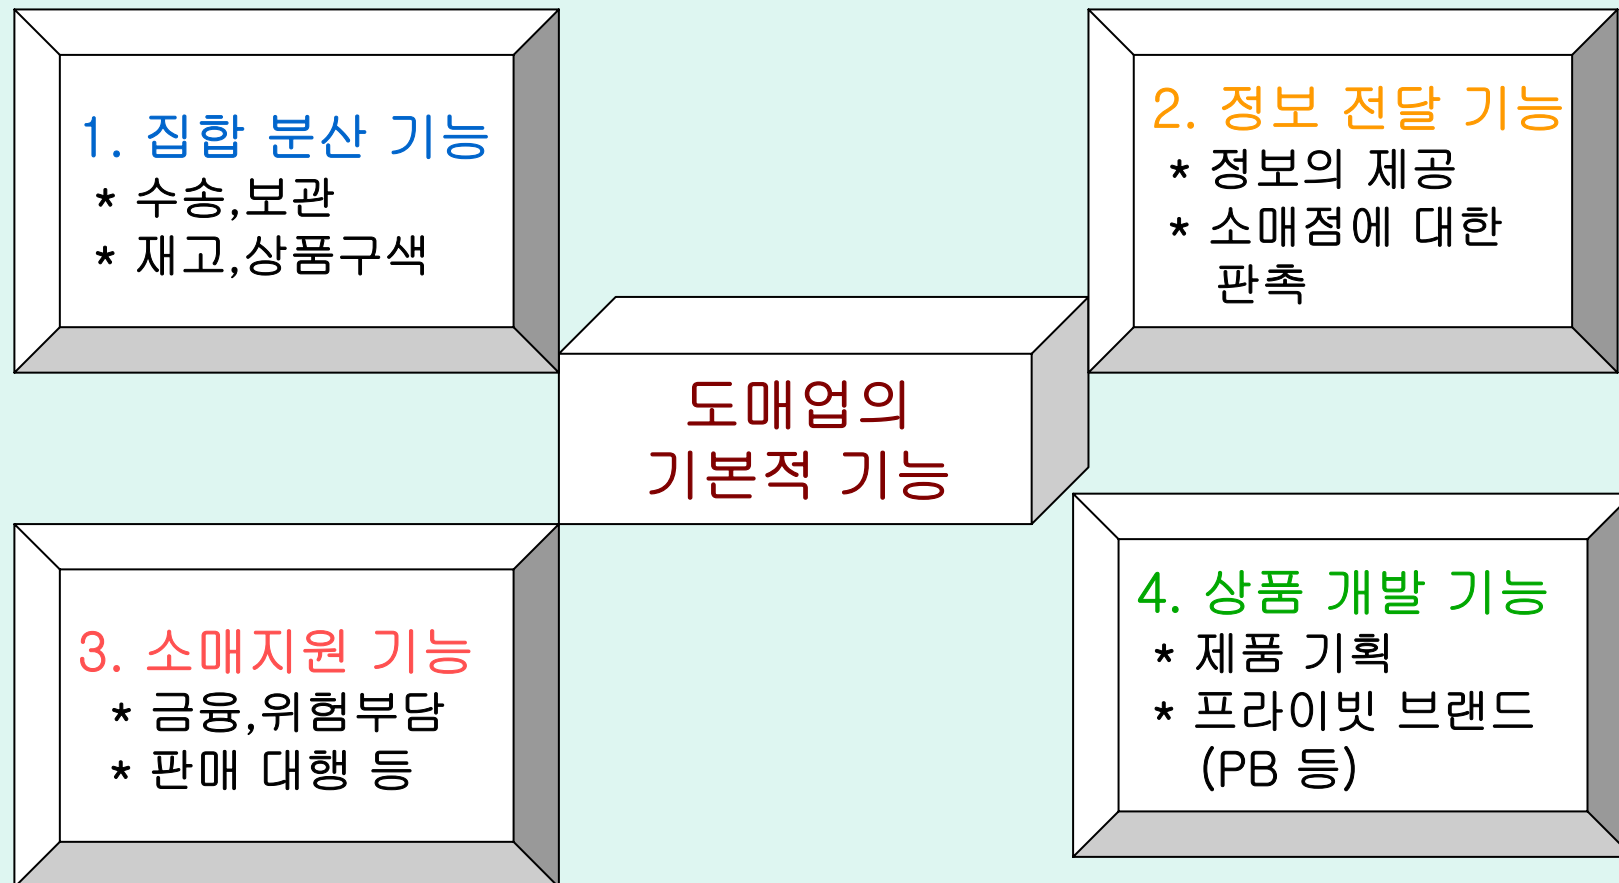 1. 집합 분산 기능
* 수송,보관
* 재고,상품구색
2. 정보 전달 기능
* 정보의 제공
* 소매점에 대한
판촉
도매업의
기본적 기능
3. 소매지원 기능
* 금융,위험부담
* 판매 대행 등
4. 상품 개발 기능
* 제품 기획
* 프라이빗 브랜드
(PB 등)